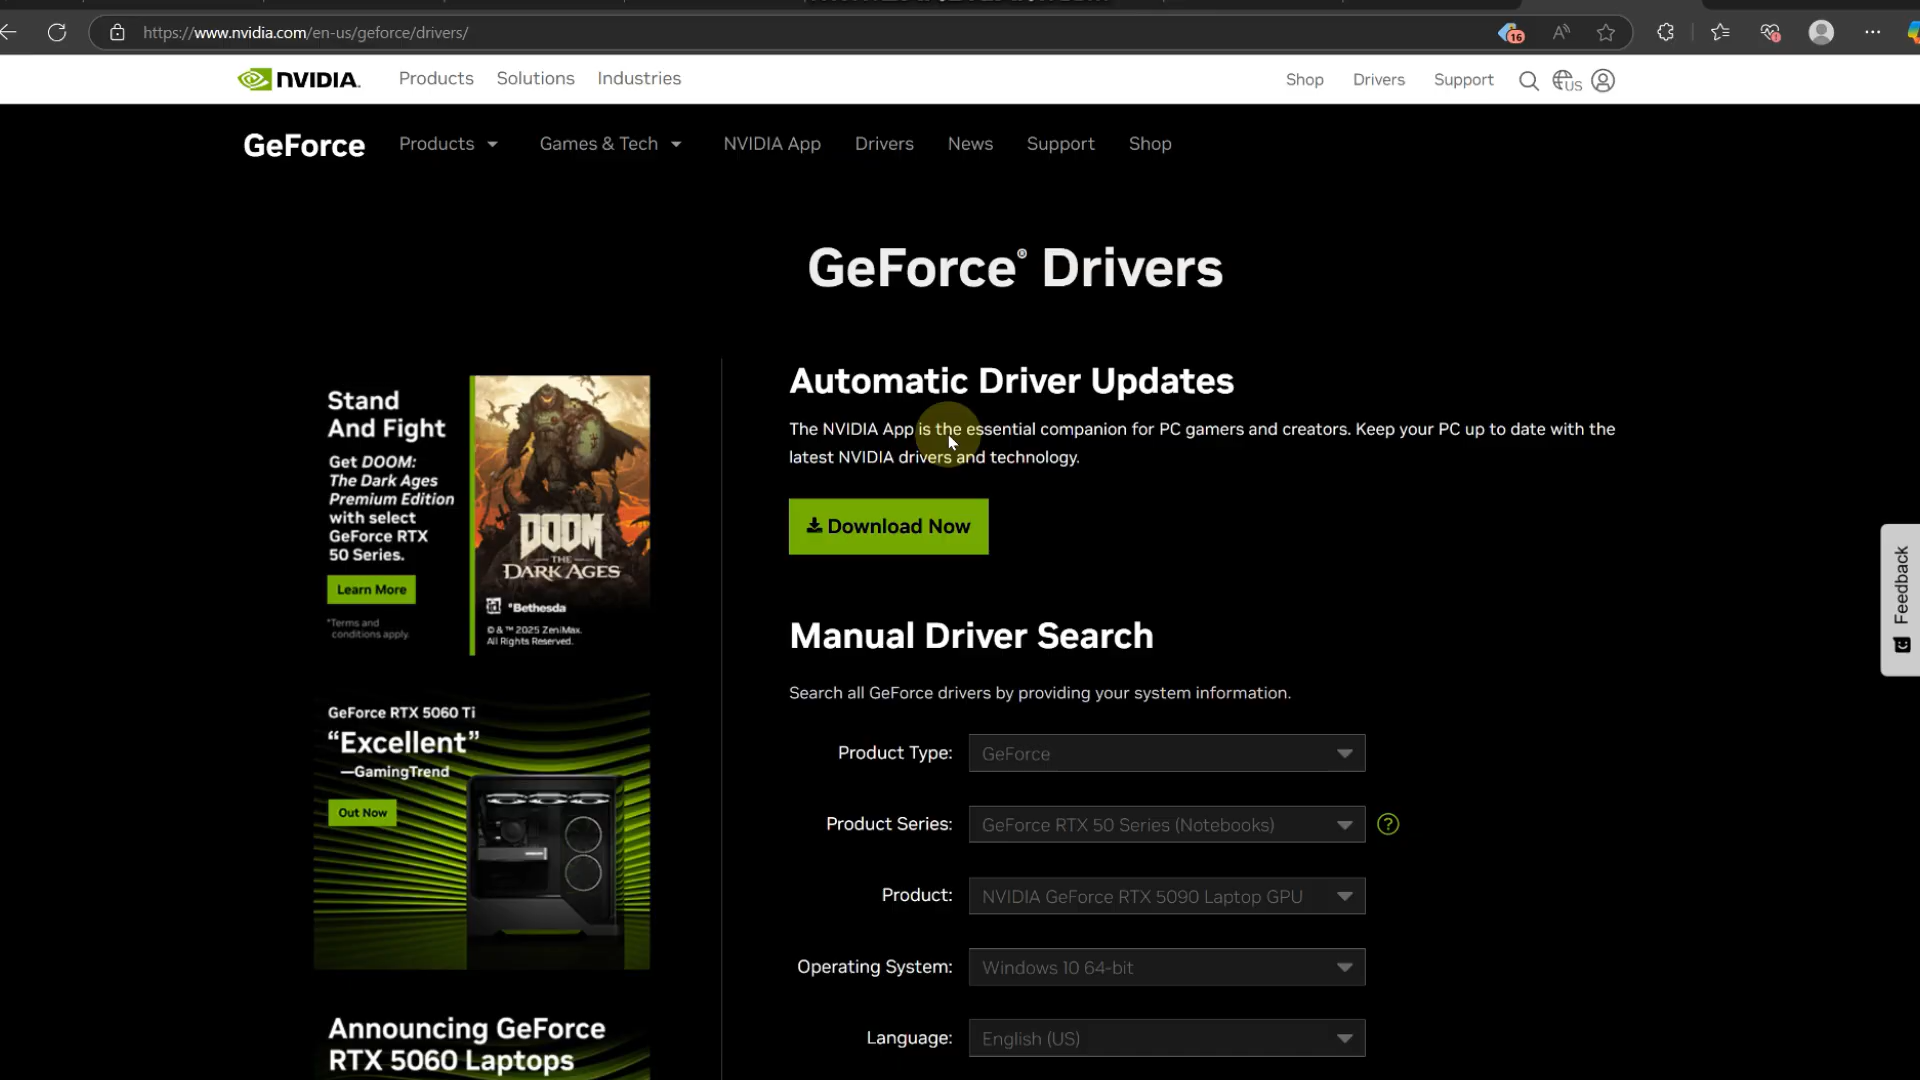 https://www.nvidia.com/en-us/geforce/drivers/
16
NVIDIA.
Products
Solutions
Industries
Shop
Drivers
Support
US
GeForce
Products
Games & Tech
NVIDIA App
Drivers
News
Support
Shop
GeForce® Drivers
Stand
And Fight
Get DOOM:
The Dark Ages
Premium Edition
with select
GeForce RTX
50 Series.
Learn More
*Terms and
conditions apply.
DOOM
THE
DARK AGES
id
Bethesda
© & ™ 2025 ZeniMax.
All Rights Reserved.
GeForce RTX 5060 Ti
“Excellent”
—GamingTrend
Out Now
Announcing GeForce
RTX 5060 Laptops
Automatic Driver Updates
The NVIDIA App is the essential companion for PC gamers and creators. Keep your PC up to date with the
latest NVIDIA drivers and technology.
Download Now
Manual Driver Search
Search all GeForce drivers by providing your system information.
Product Type:
GeForce
Product Series:
GeForce RTX 50 Series (Notebooks)
?
Product:
NVIDIA GeForce RTX 5090 Laptop GPU
Operating System:
Windows 10 64-bit
Language:
English (US)
Feedback